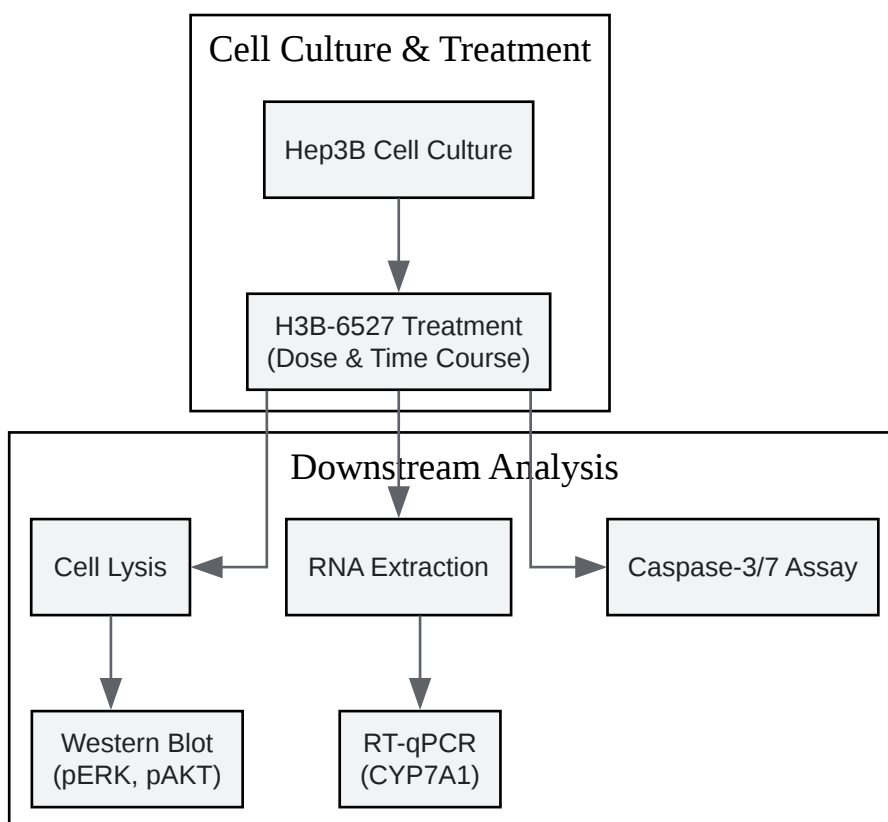 Cell Culture & Treatment
Hep3B Cell Culture
H3B-6527 Treatment
(Dose & Time Course)
Downstream Analysis
Cell Lysis
RNA Extraction
Caspase-3/7 Assay
Western Blot
(pERK, pAKT)
RT-qPCR
(CYP7A1)